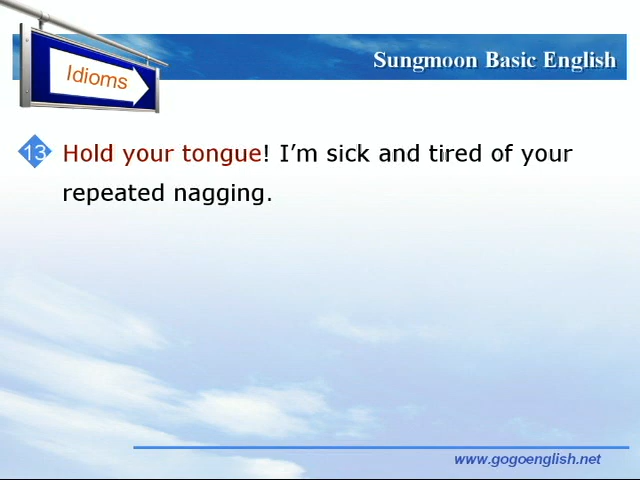 Sungmoon Basic English
Idioms
13 Hold your tongue! I’m sick and tired of your
repeated nagging.
www.gogoenglish.net